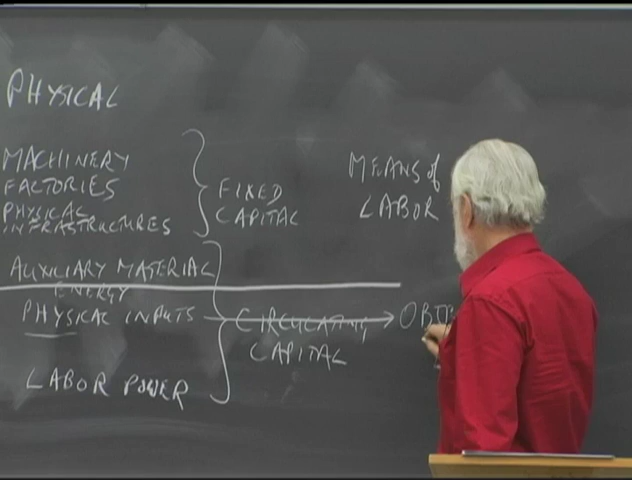 PHYSICAL
MACHINERY
FACTORIES
PHYSICAL
INFRASTRUCTURES
FIXED
CAPITAL
MEANS of
LABOR
AUXILIARY MATERIAL
ENERGY
PHYSICAL INPUTS
CIRCULATING
CAPITAL
LABOR POWER